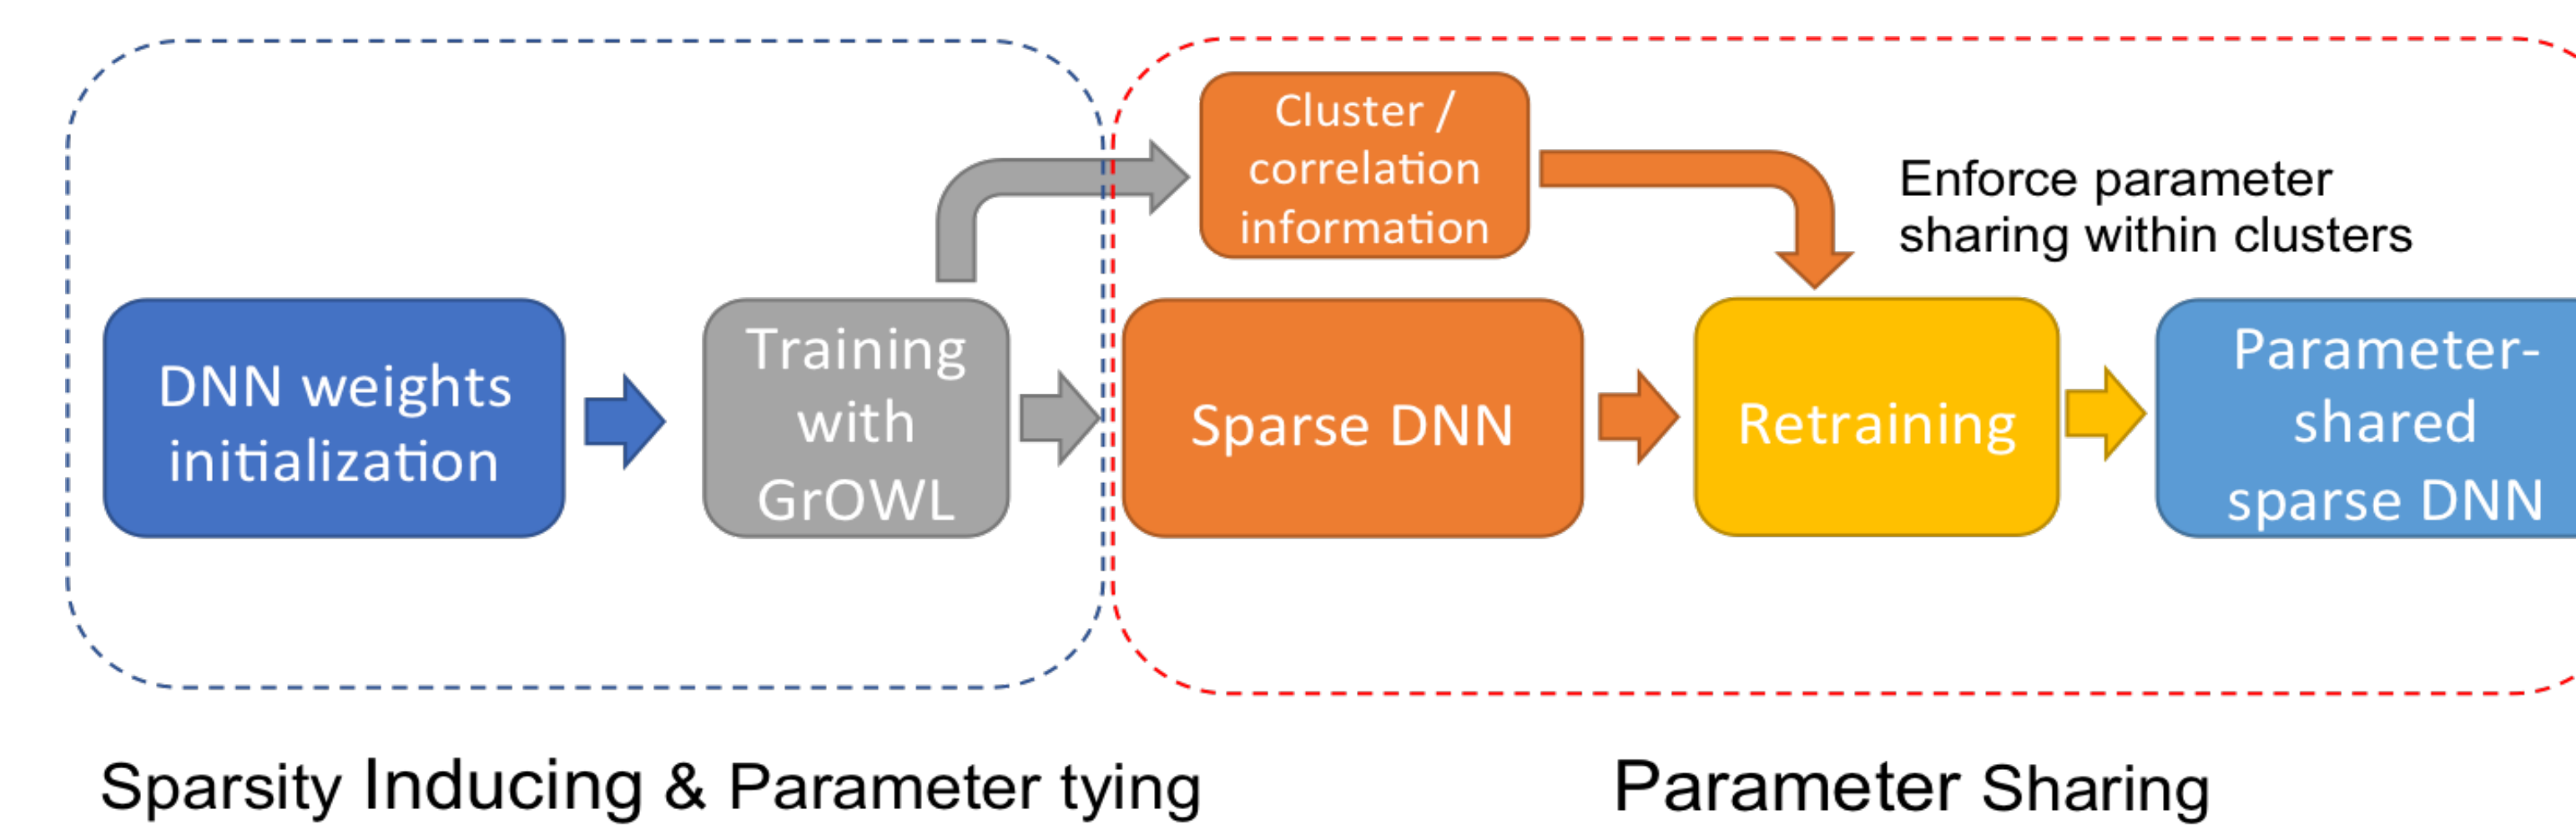 Cluster /
correlation
information
Enforce parameter
sharing within clusters
DNN weights
initialization
Training
with
GrOWL
Sparse DNN
Retraining
Parameter-
shared
sparse DNN
Sparsity Inducing & Parameter tying
Parameter Sharing